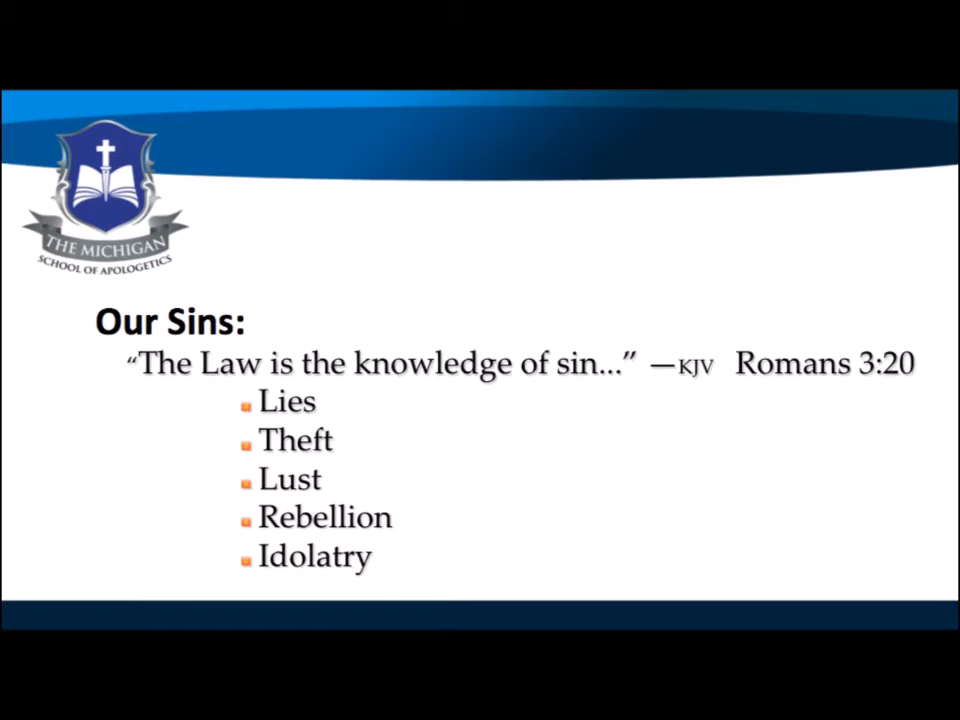 THE MICHIGAN
SCHOOL OF APOLOGETICS
Our Sins:
“The Law is the knowledge of sin...” —KJV Romans 3:20
Lies
Theft
Lust
Rebellion
Idolatry